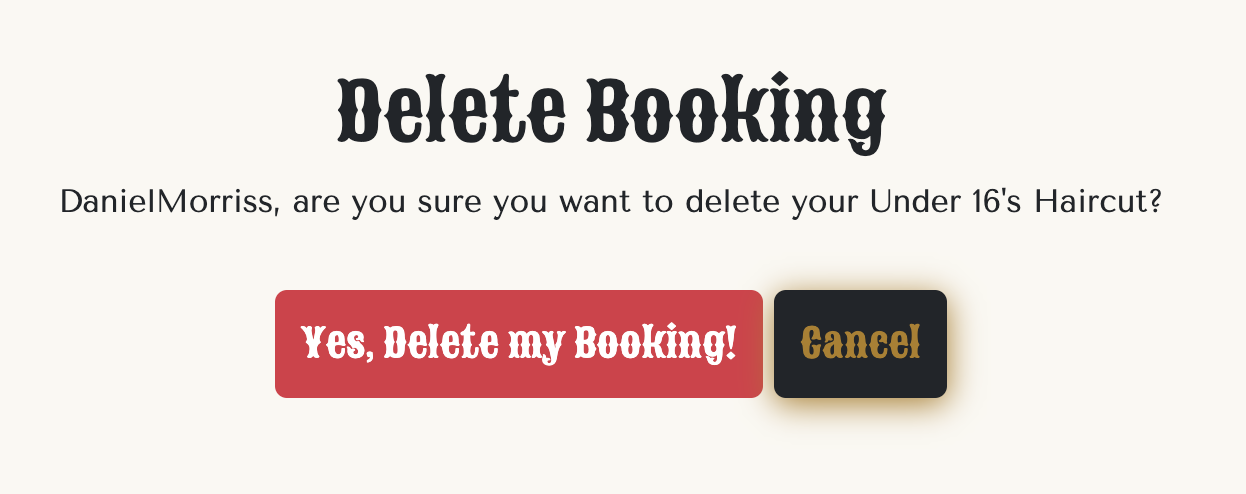 Delete Booking
DanielMorriss, are you sure you want to delete your Under 16's Haircut?
Yes, Delete my Booking!
Cancel